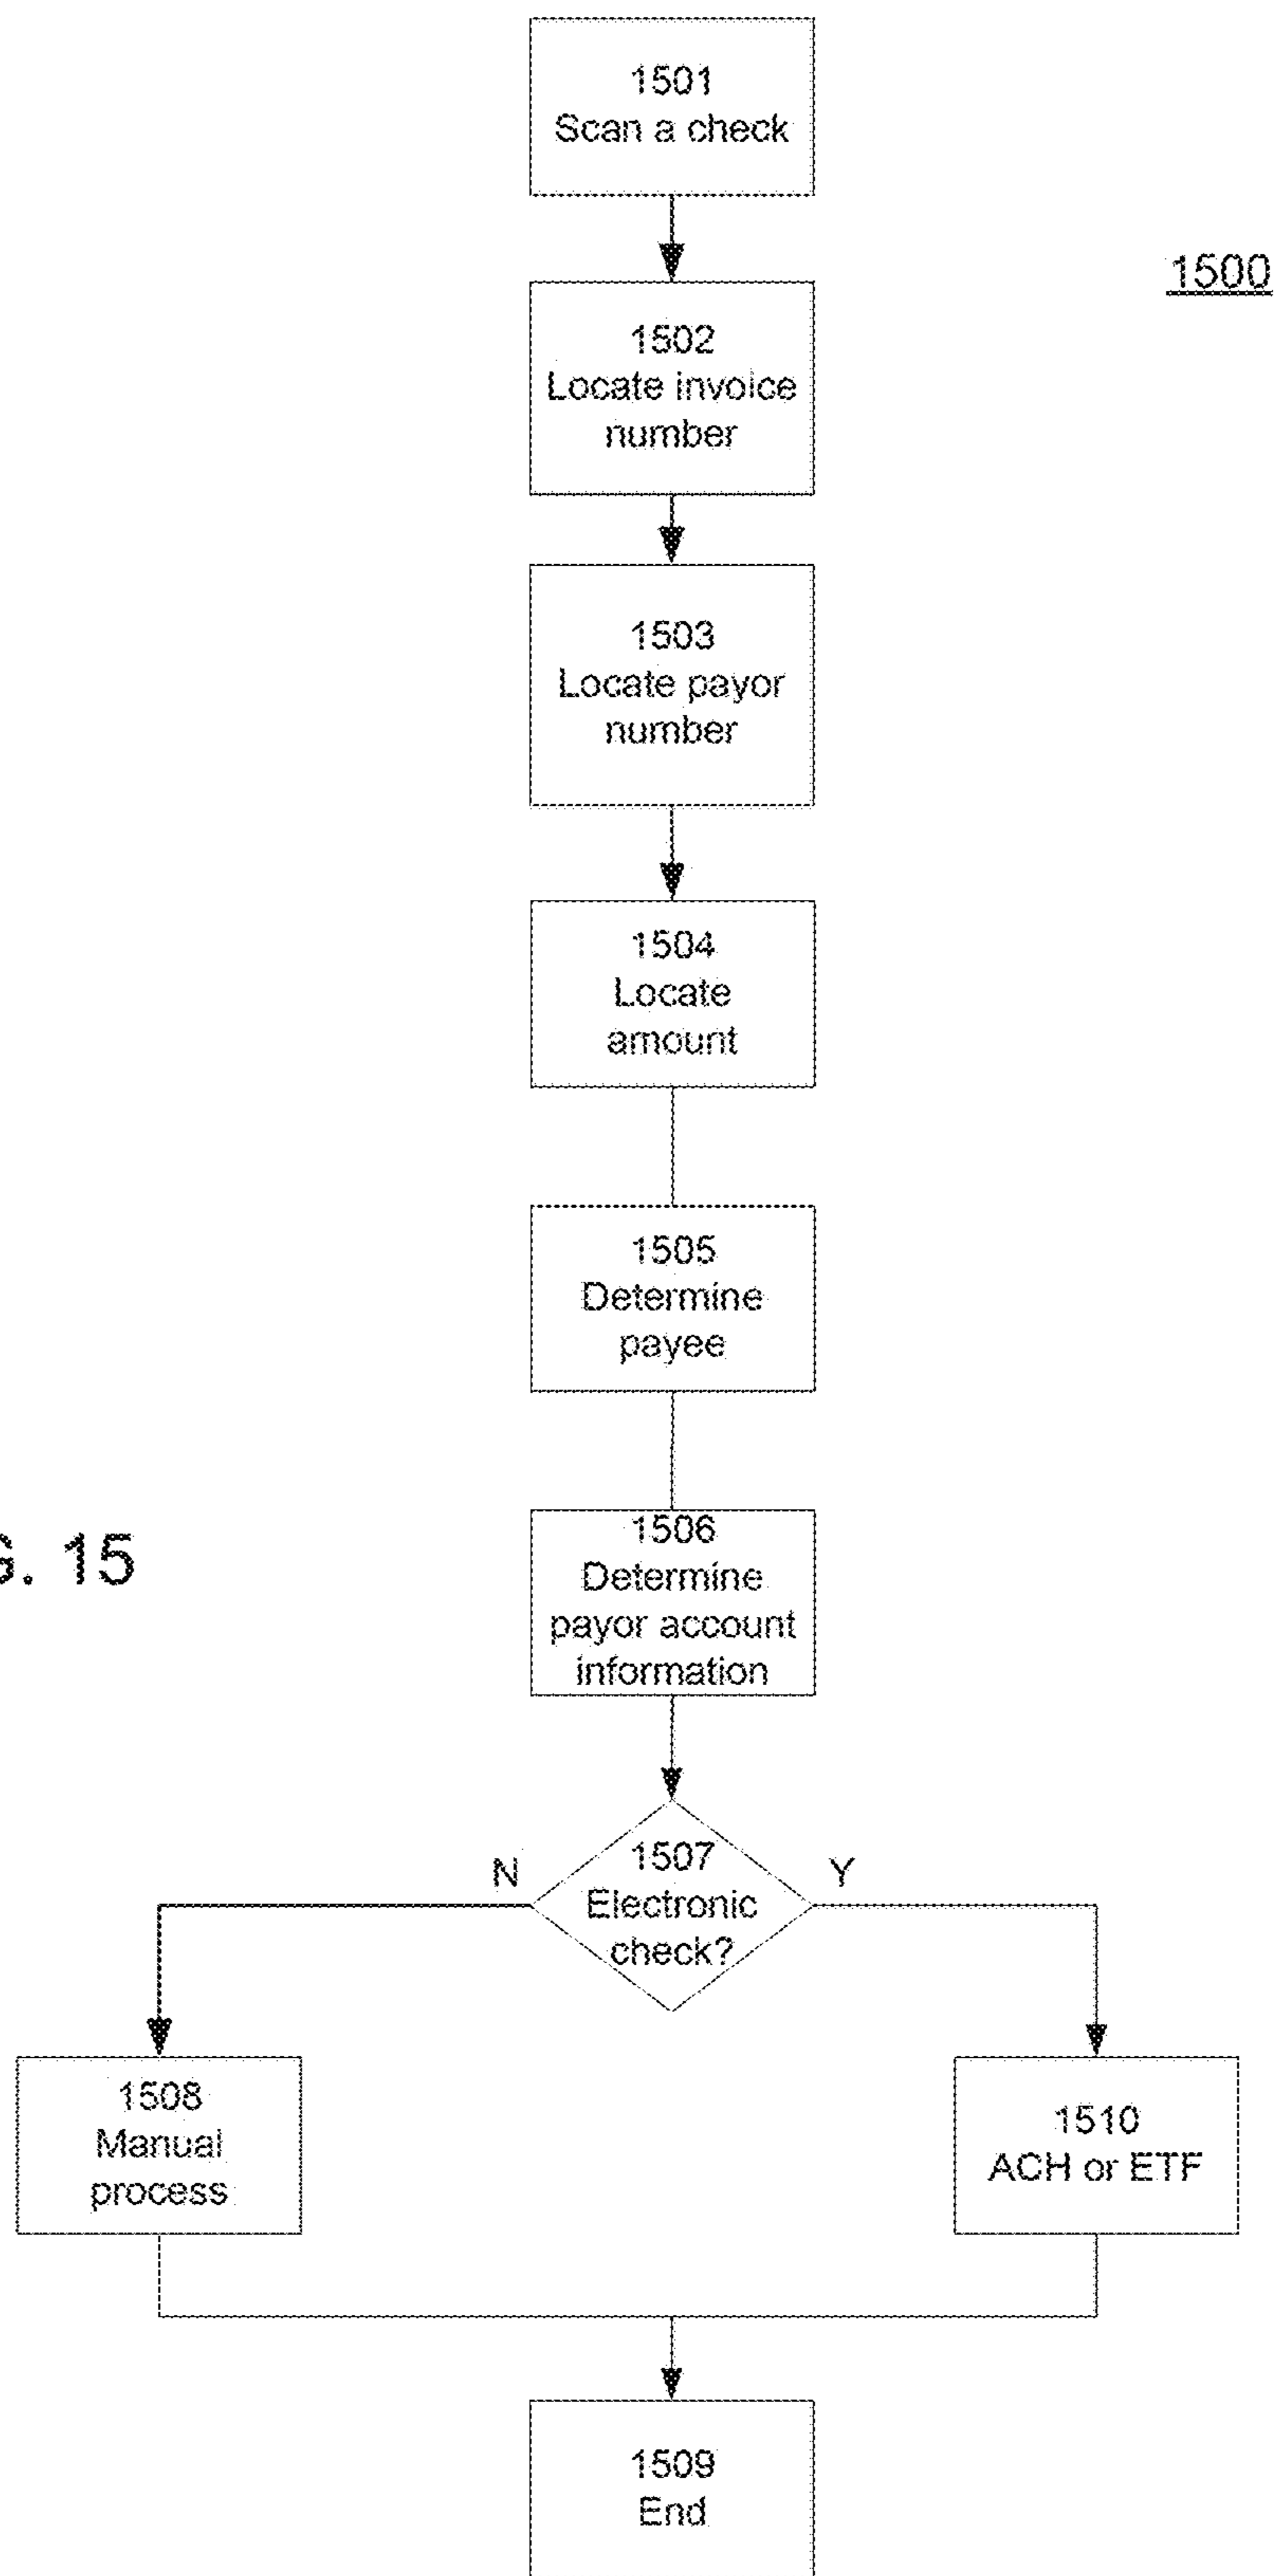 1501
Scan a check
1500
1502
Locate invoice
number
1503
Locate payor
number
1504
Locate
amount
1505
Determine
payee
G. 15
1506
Determine
payor account
information
N
1507
Electronic
check?
Y
1508
Manual
process
1510
ACH or ETF
1509
End